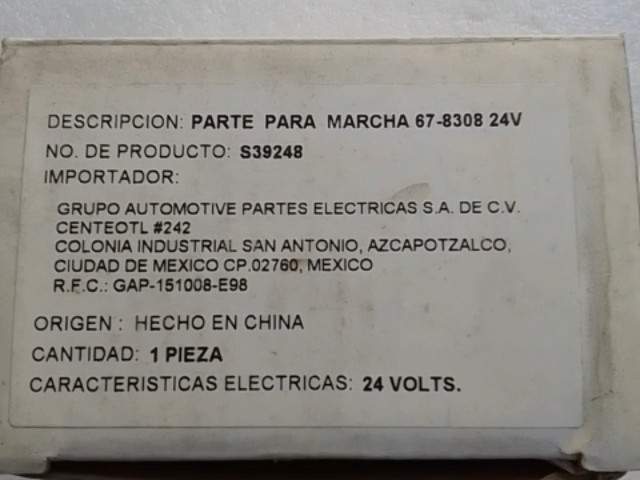 DESCRIPCION: PARTE PARA MARCHA 67-8308 24V
NO. DE PRODUCTO: S39248
IMPORTADOR:
GRUPO AUTOMOTIVE PARTES ELECTRICAS S.A. DE C.V.
CENTEOTL #242
COLONIA INDUSTRIAL SAN ANTONIO, AZCAPOTZALCO,
CIUDAD DE MEXICO CP.02760, MEXICO
R.F.C.: GAP-151008-E98
ORIGEN : HECHO EN CHINA
CANTIDAD: 1 PIEZA
CARACTERISTICAS ELECTRICAS: 24 VOLTS.